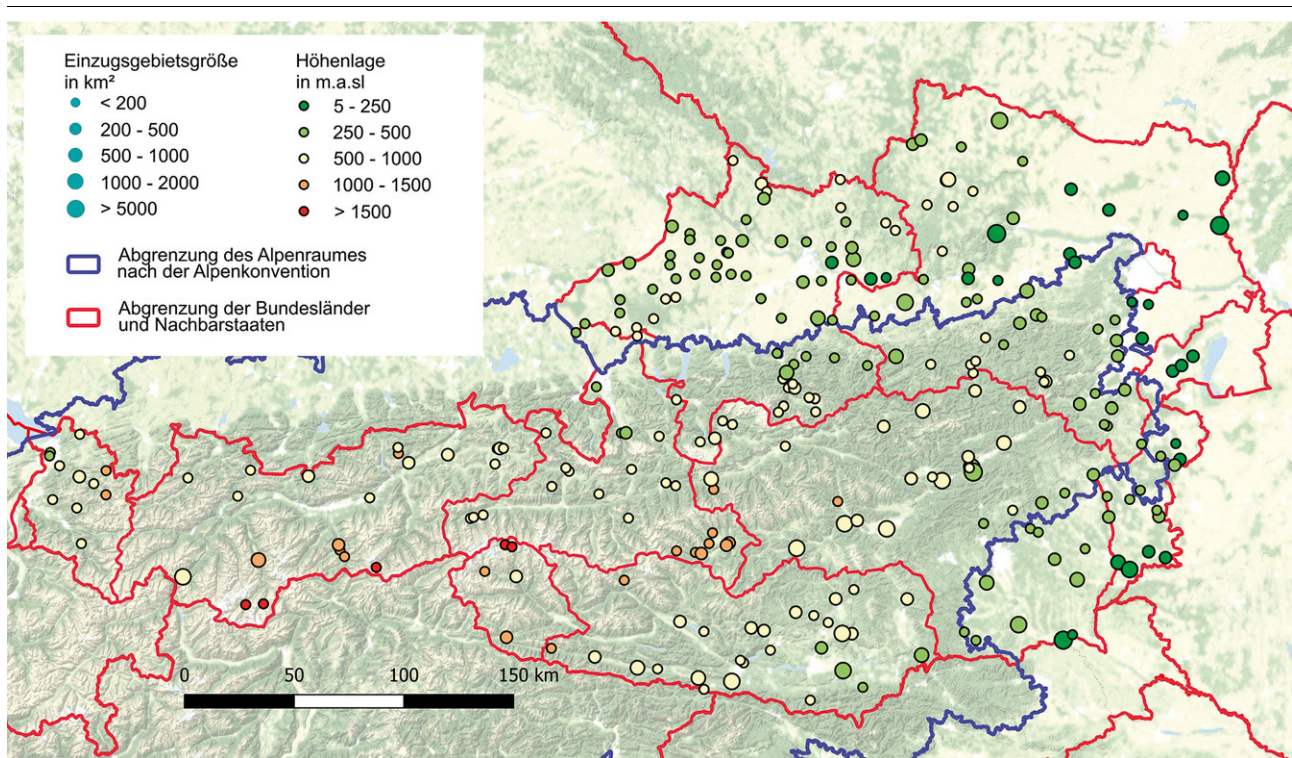 Einzugsgebietsgröße
in km²
< 200
200 - 500
500 - 1000
1000 - 2000
> 5000
Höhenlage
in m.a.sl
5 - 250
250 - 500
500 - 1000
1000 - 1500
> 1500
Abgrenzung des Alpenraumes
nach der Alpenkonvention
Abgrenzung der Bundesländer
und Nachbarstaaten
0 50 100 150 km